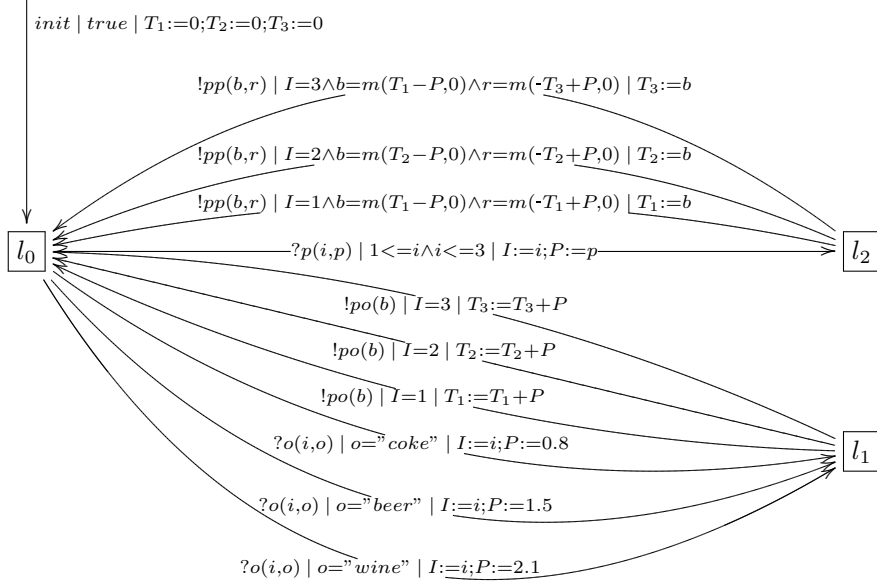 init | true | T₁:=0;T₂:=0;T₃:=0
!pp(b,r) | I=3∧b=m(T₁−P,0)∧r=m(-T₃+P,0) | T₃:=b
!pp(b,r) | I=2∧b=m(T₂−P,0)∧r=m(-T₂+P,0) | T₂:=b
!pp(b,r) | I=1∧b=m(T₁−P,0)∧r=m(-T₁+P,0) | T₁:=b
l₀
?p(i,p) | 1<=i∧i<=3 | I:=i;P:=p
l₂
!po(b) | I=3 | T₃:=T₃+P
!po(b) | I=2 | T₂:=T₂+P
!po(b) | I=1 | T₁:=T₁+P
?o(i,o) | o="coke" | I:=i;P:=0.8
l₁
?o(i,o) | o="beer" | I:=i;P:=1.5
?o(i,o) | o="wine" | I:=i;P:=2.1